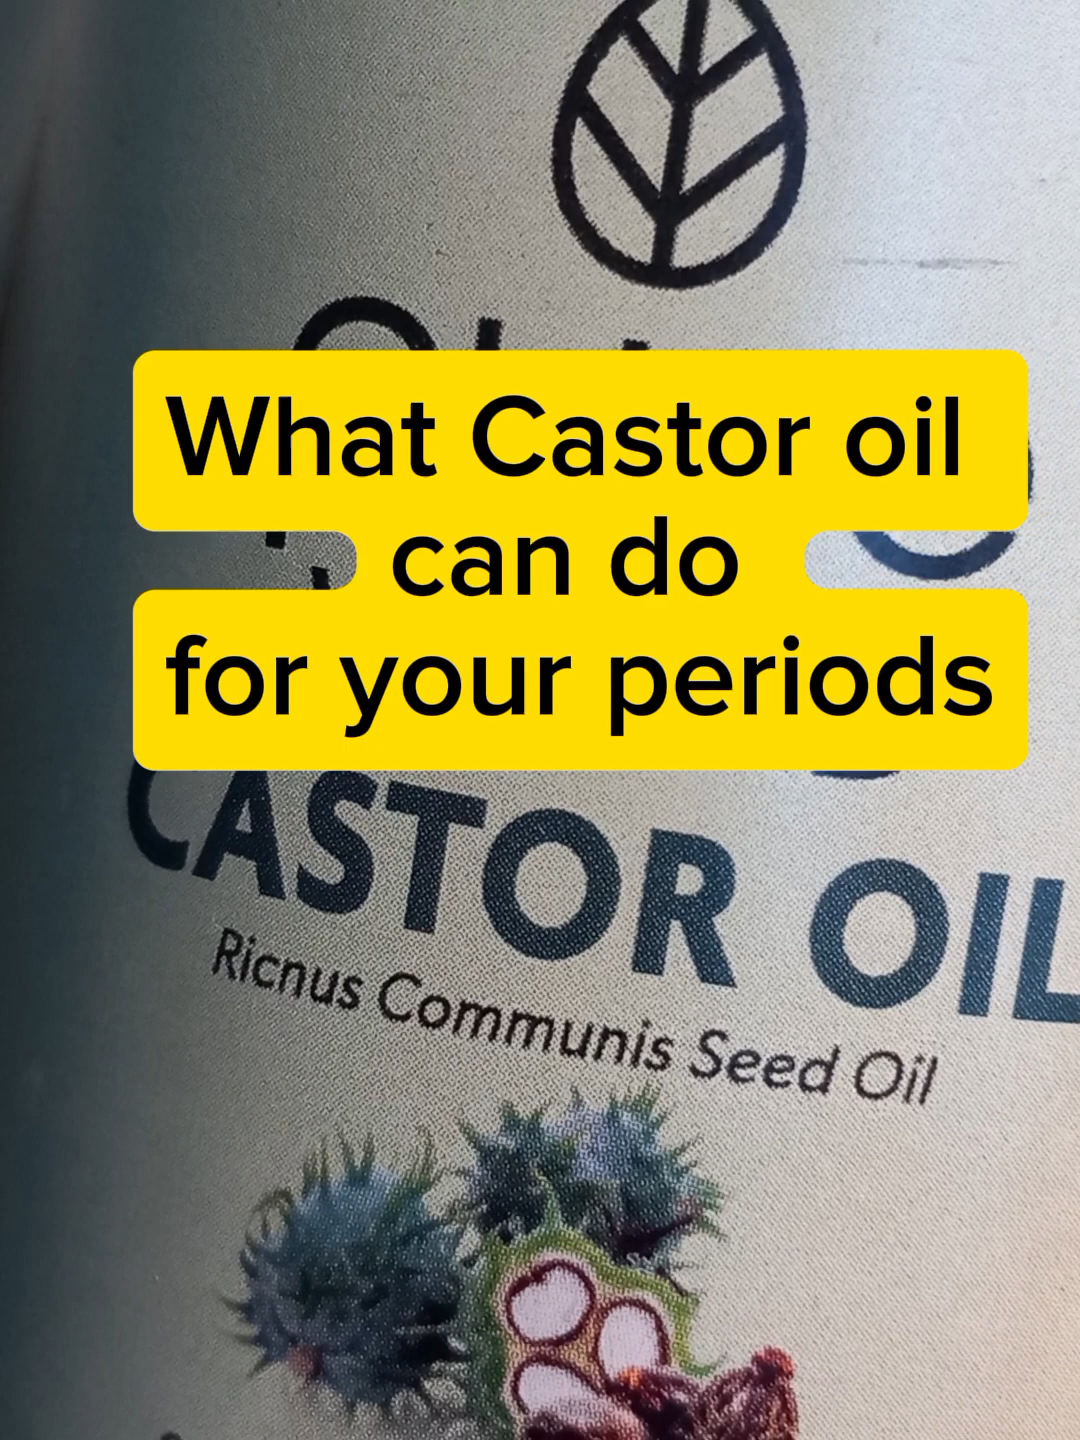 What Castor oil
can do
for your periods
CASTOR OIL
Ricnus Communis Seed Oil